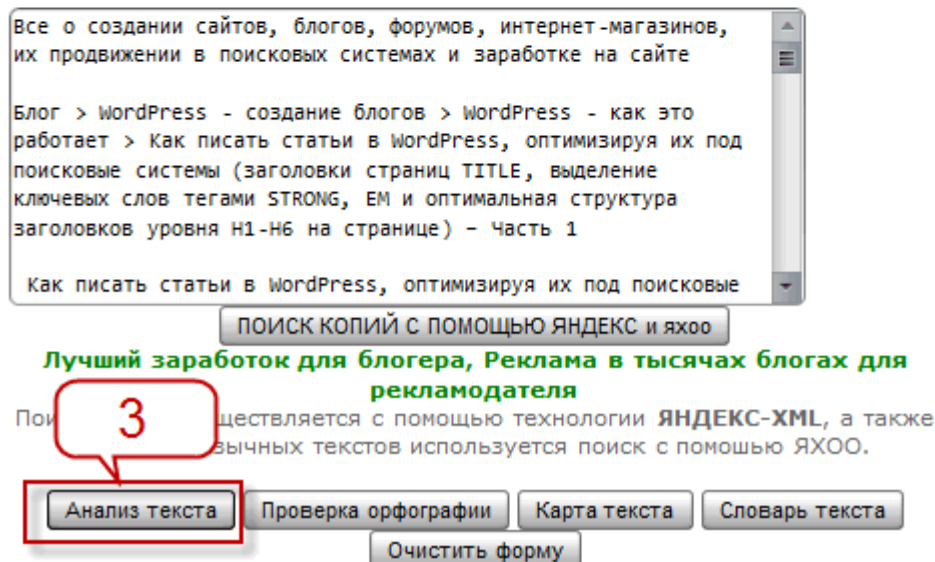 Все о создании сайтов, блогов, форумов, интернет-магазинов,
их продвижении в поисковых системах и заработке на сайте
Блог > WordPress - создание блогов > WordPress - как это
работает > Как писать статьи в WordPress, оптимизируя их под
поисковые системы (заголовки страниц TITLE, выделение
ключевых слов тегами STRONG, EM и оптимальная структура
заголовков уровня H1-H6 на странице) – Часть 1
Как писать статьи в WordPress, оптимизируя их под поисковые
ПОИСК КОПИЙ С ПОМОЩЬЮ ЯНДЕКС и яхоо
Лучший заработок для блогера, Реклама в тысячах блогах для
рекламодателя
3
с помощью технологии ЯНДЕКС-XML, а также
текстов используется поиск с помошью ЯХОО.
Анализ текста Проверка орфографии Карта текста Словарь текста
Очистить форму